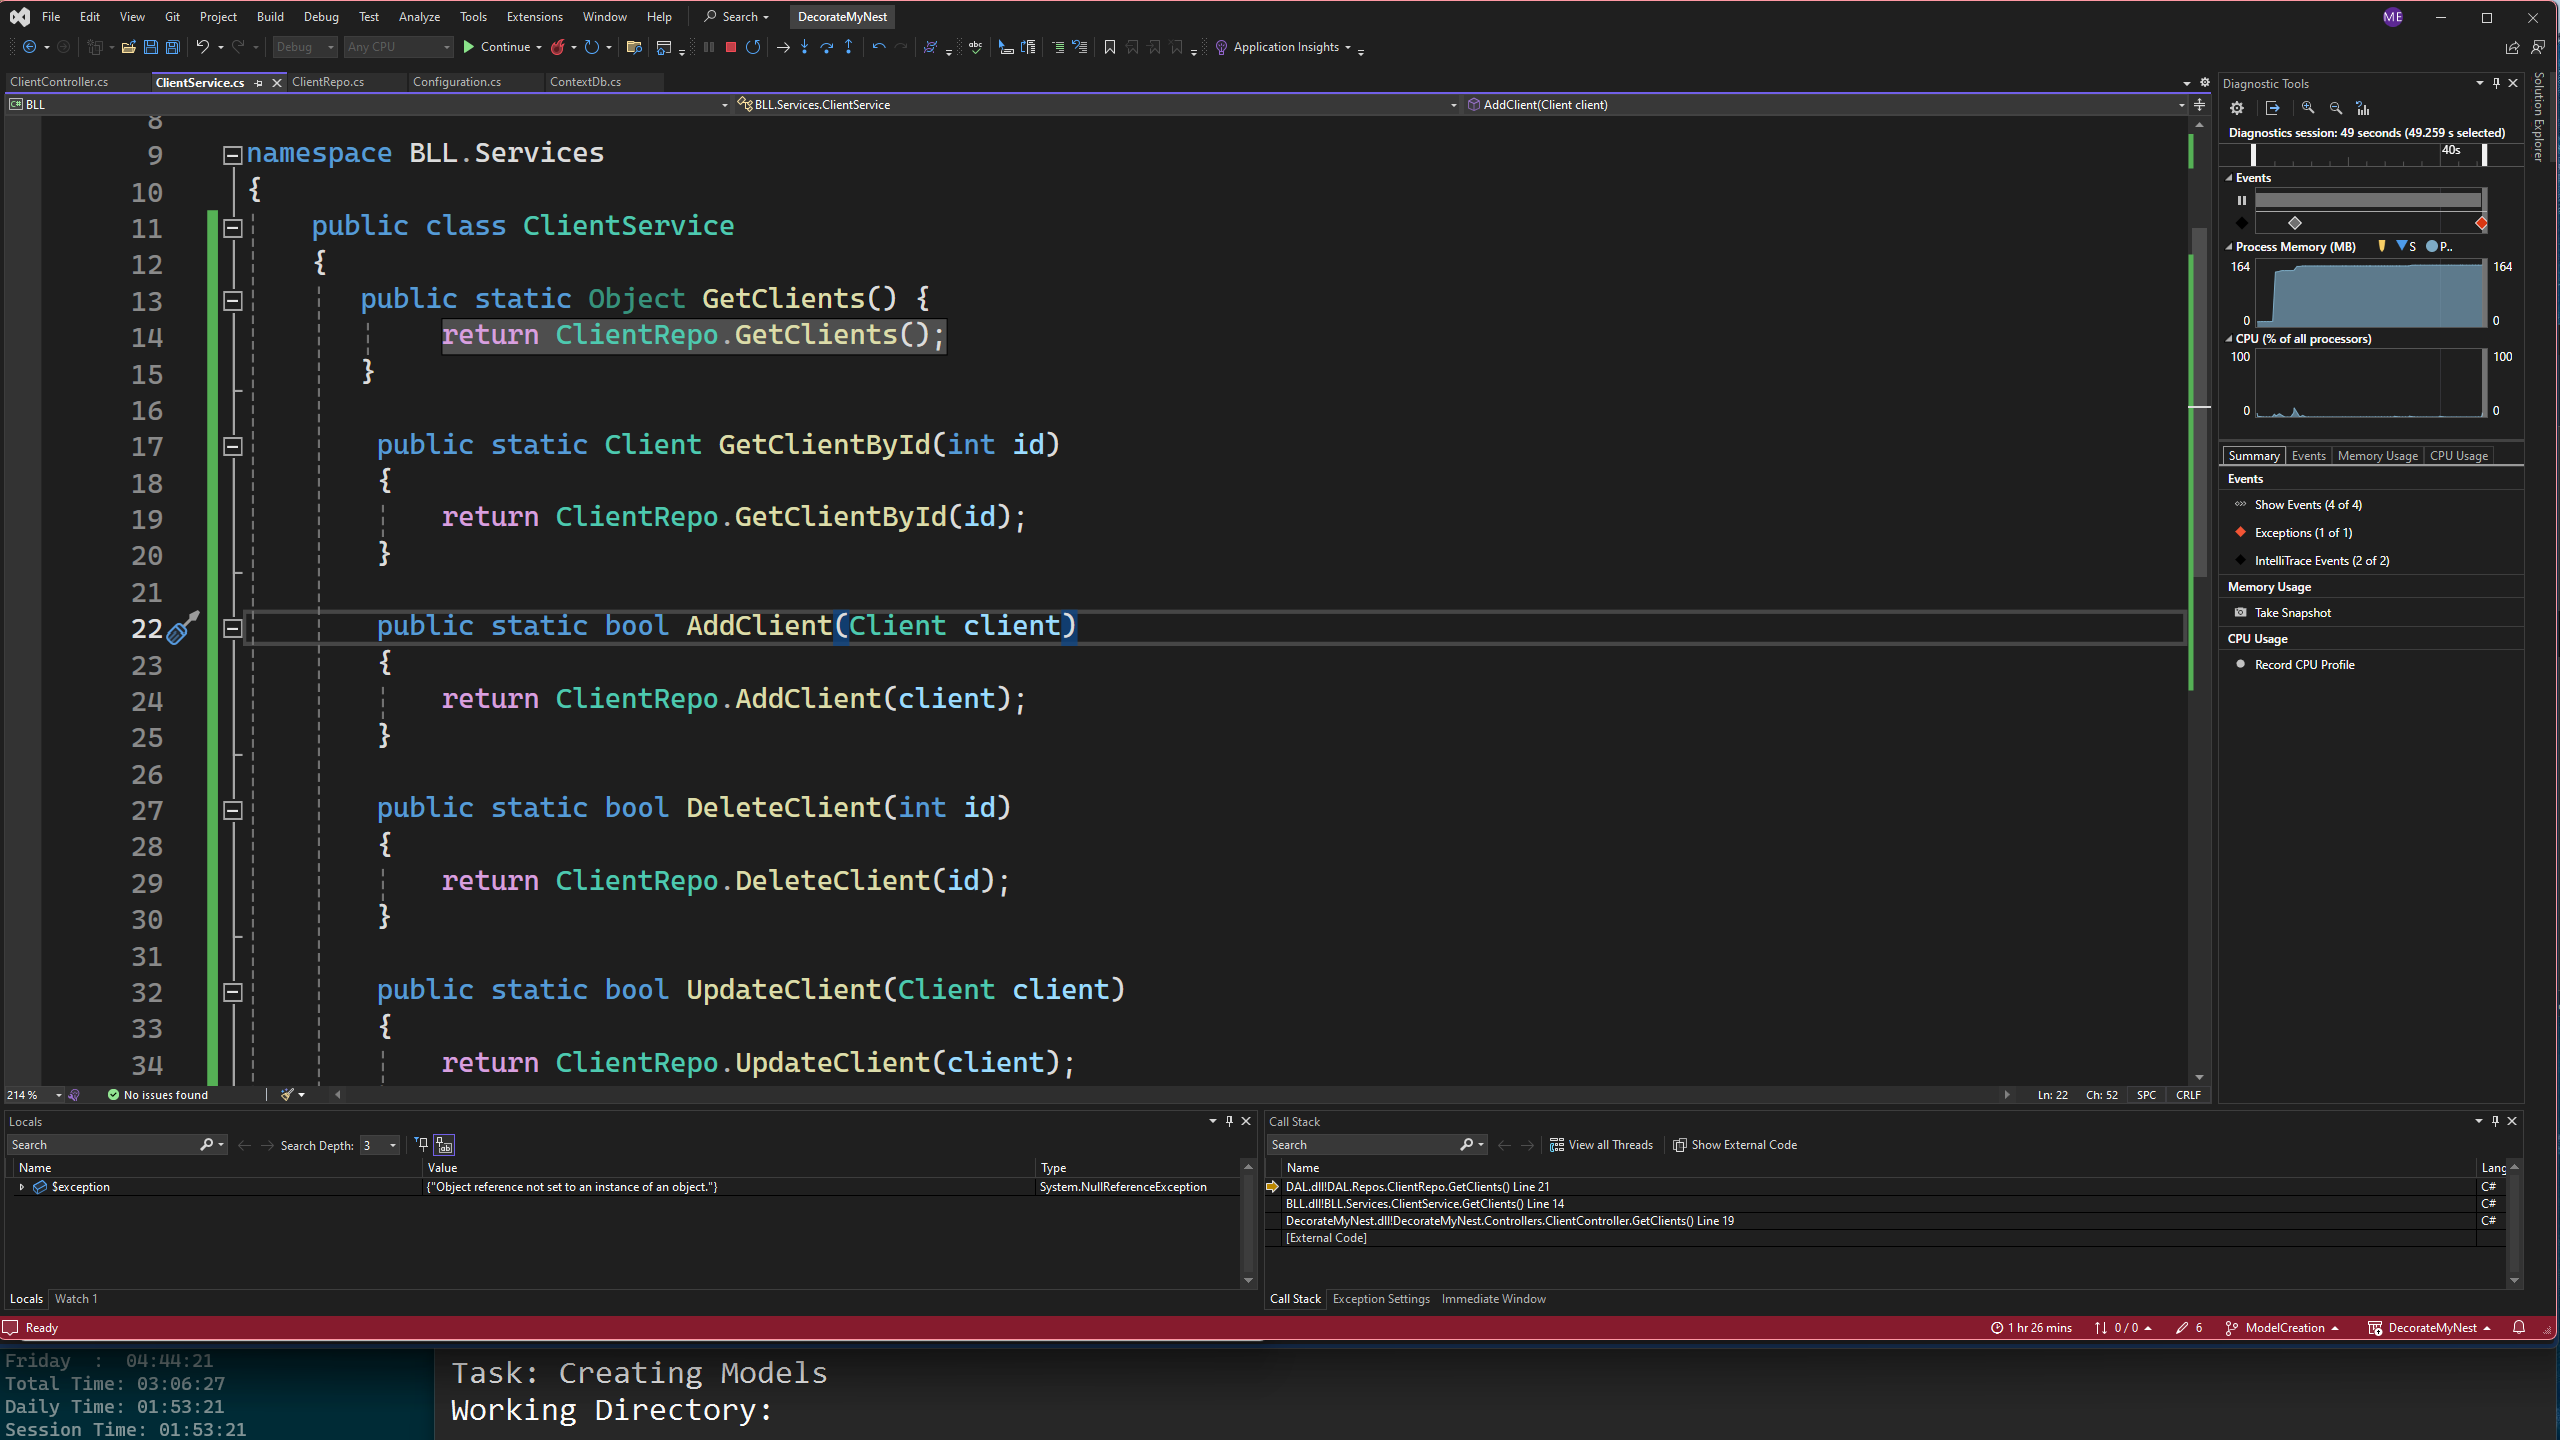 File Edit View Git Project Build Debug Test Analyze Tools Extensions Window Help Search DecorateMyNest ME
Debug Any CPU Continue Application Insights
ClientController.cs ClientService.cs ClientRepo.cs Configuration.cs ContextDb.cs
BLL BLL.Services.ClientService AddClient(Client client)
8
9 namespace BLL.Services
10 {
11 public class ClientService
12 {
13 public static Object GetClients() {
14 return ClientRepo.GetClients();
15 }
16
17 public static Client GetClientById(int id)
18 {
19 return ClientRepo.GetClientById(id);
20 }
21
22 public static bool AddClient(Client client)
23 {
24 return ClientRepo.AddClient(client);
25 }
26
27 public static bool DeleteClient(int id)
28 {
29 return ClientRepo.DeleteClient(id);
30 }
31
32 public static bool UpdateClient(Client client)
33 {
34 return ClientRepo.UpdateClient(client);
214 % No issues found Ln: 22 Ch: 52 SPC CRLF
Diagnostic Tools
Diagnostics session: 49 seconds (49.259 s selected)
40s
Events
Process Memory (MB) S P..
164 164
0 0
CPU (% of all processors)
100 100
0 0
Summary Events Memory Usage CPU Usage
Events
Show Events (4 of 4)
Exceptions (1 of 1)
IntelliTrace Events (2 of 2)
Memory Usage
Take Snapshot
CPU Usage
Record CPU Profile
Solution Explorer
Locals
Search Search Depth: 3
Name Value Type
$exception {"Object reference not set to an instance of an object."} System.NullReferenceException
Locals Watch 1
Call Stack
Search View all Threads Show External Code
Name Lang
DAL.dll!DAL.Repos.ClientRepo.GetClients() Line 21 C#
BLL.dll!BLL.Services.ClientService.GetClients() Line 14 C#
DecorateMyNest.dll!DecorateMyNest.Controllers.ClientController.GetClients() Line 19 C#
[External Code]
Call Stack Exception Settings Immediate Window
Ready 1 hr 26 mins 0 / 0 6 ModelCreation DecorateMyNest
Friday : 04:44:21
Total Time: 03:06:27
Daily Time: 01:53:21
Session Time: 01:53:21
Task: Creating Models
Working Directory: